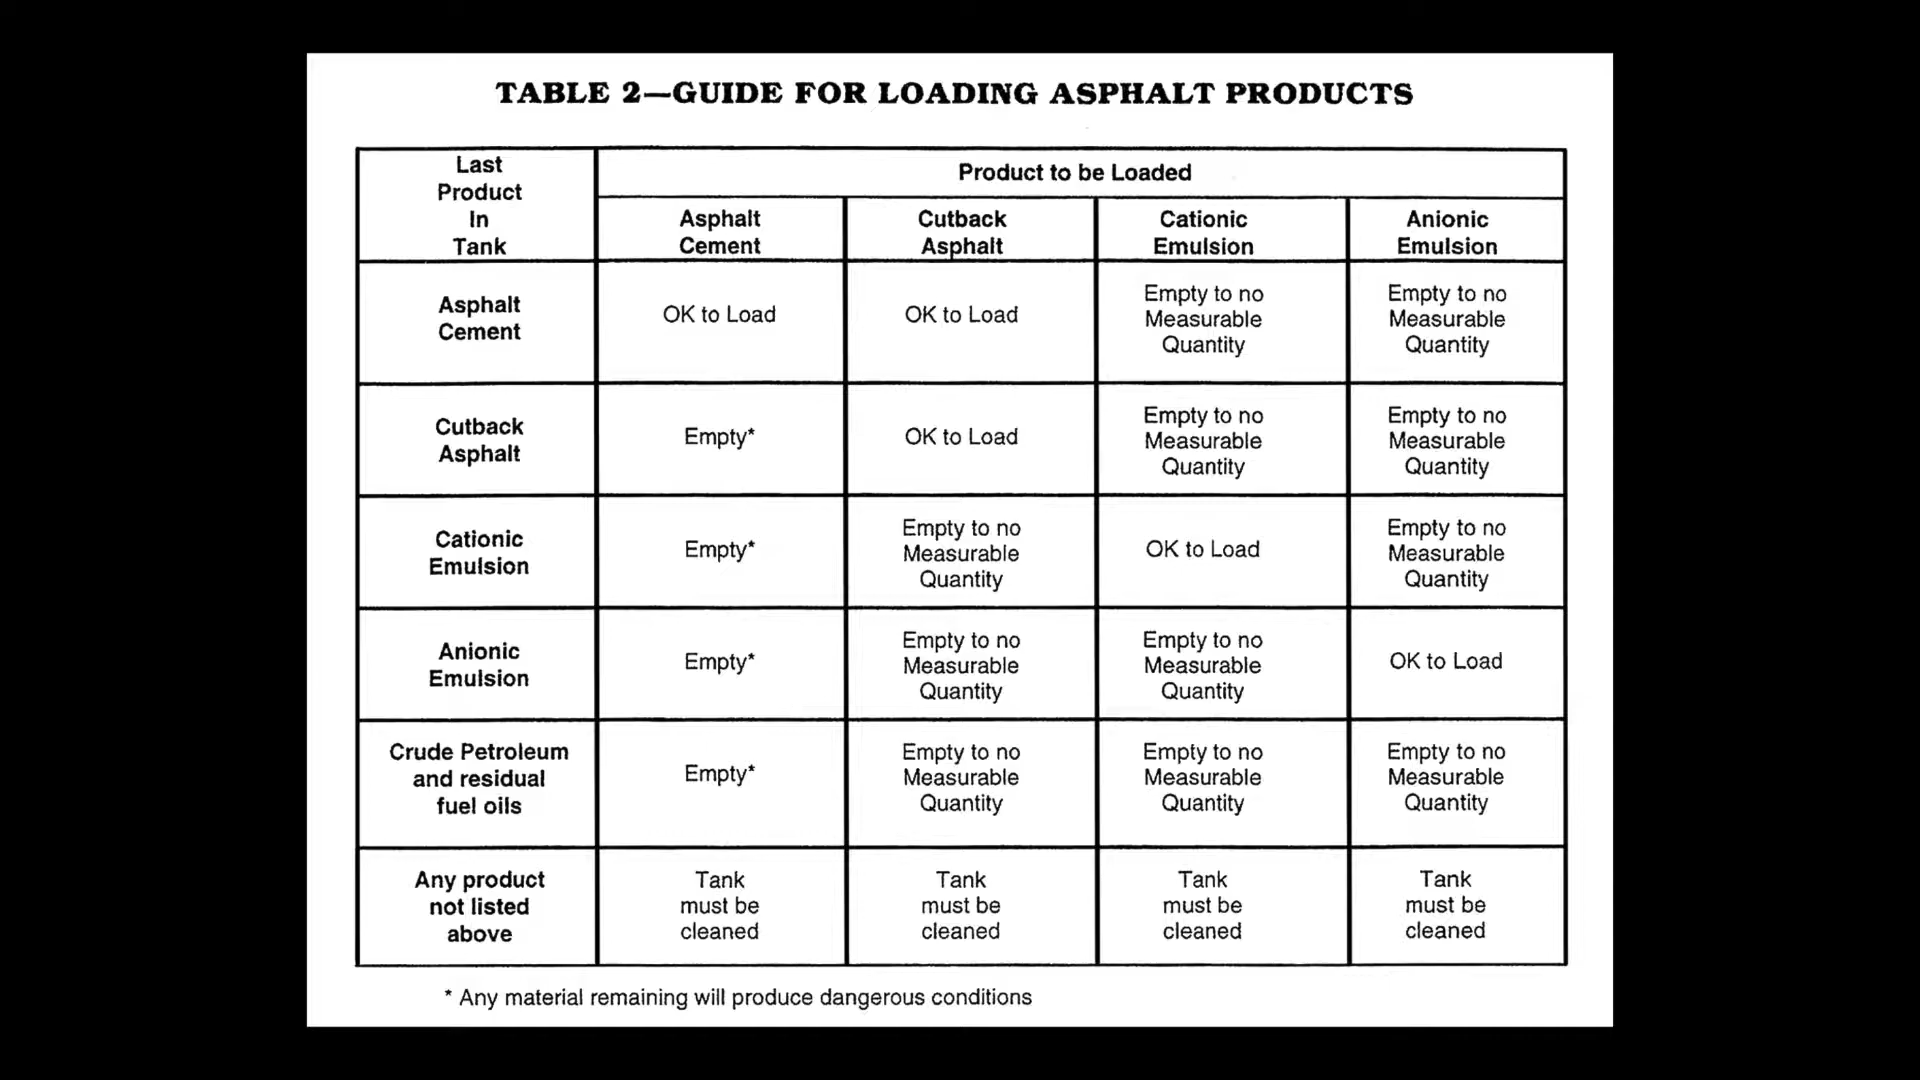 TABLE 2—GUIDE FOR LOADING ASPHALT PRODUCTS
Last
Product
In
Tank
Product to be Loaded
Asphalt
Cement
Cutback
Asphalt
Cationic
Emulsion
Anionic
Emulsion
Asphalt
Cement
OK to Load
OK to Load
Empty to no
Measurable
Quantity
Empty to no
Measurable
Quantity
Cutback
Asphalt
Empty*
OK to Load
Empty to no
Measurable
Quantity
Empty to no
Measurable
Quantity
Cationic
Emulsion
Empty*
Empty to no
Measurable
Quantity
OK to Load
Empty to no
Measurable
Quantity
Anionic
Emulsion
Empty*
Empty to no
Measurable
Quantity
Empty to no
Measurable
Quantity
OK to Load
Crude Petroleum
and residual
fuel oils
Empty*
Empty to no
Measurable
Quantity
Empty to no
Measurable
Quantity
Empty to no
Measurable
Quantity
Any product
not listed
above
Tank
must be
cleaned
Tank
must be
cleaned
Tank
must be
cleaned
Tank
must be
cleaned
* Any material remaining will produce dangerous conditions